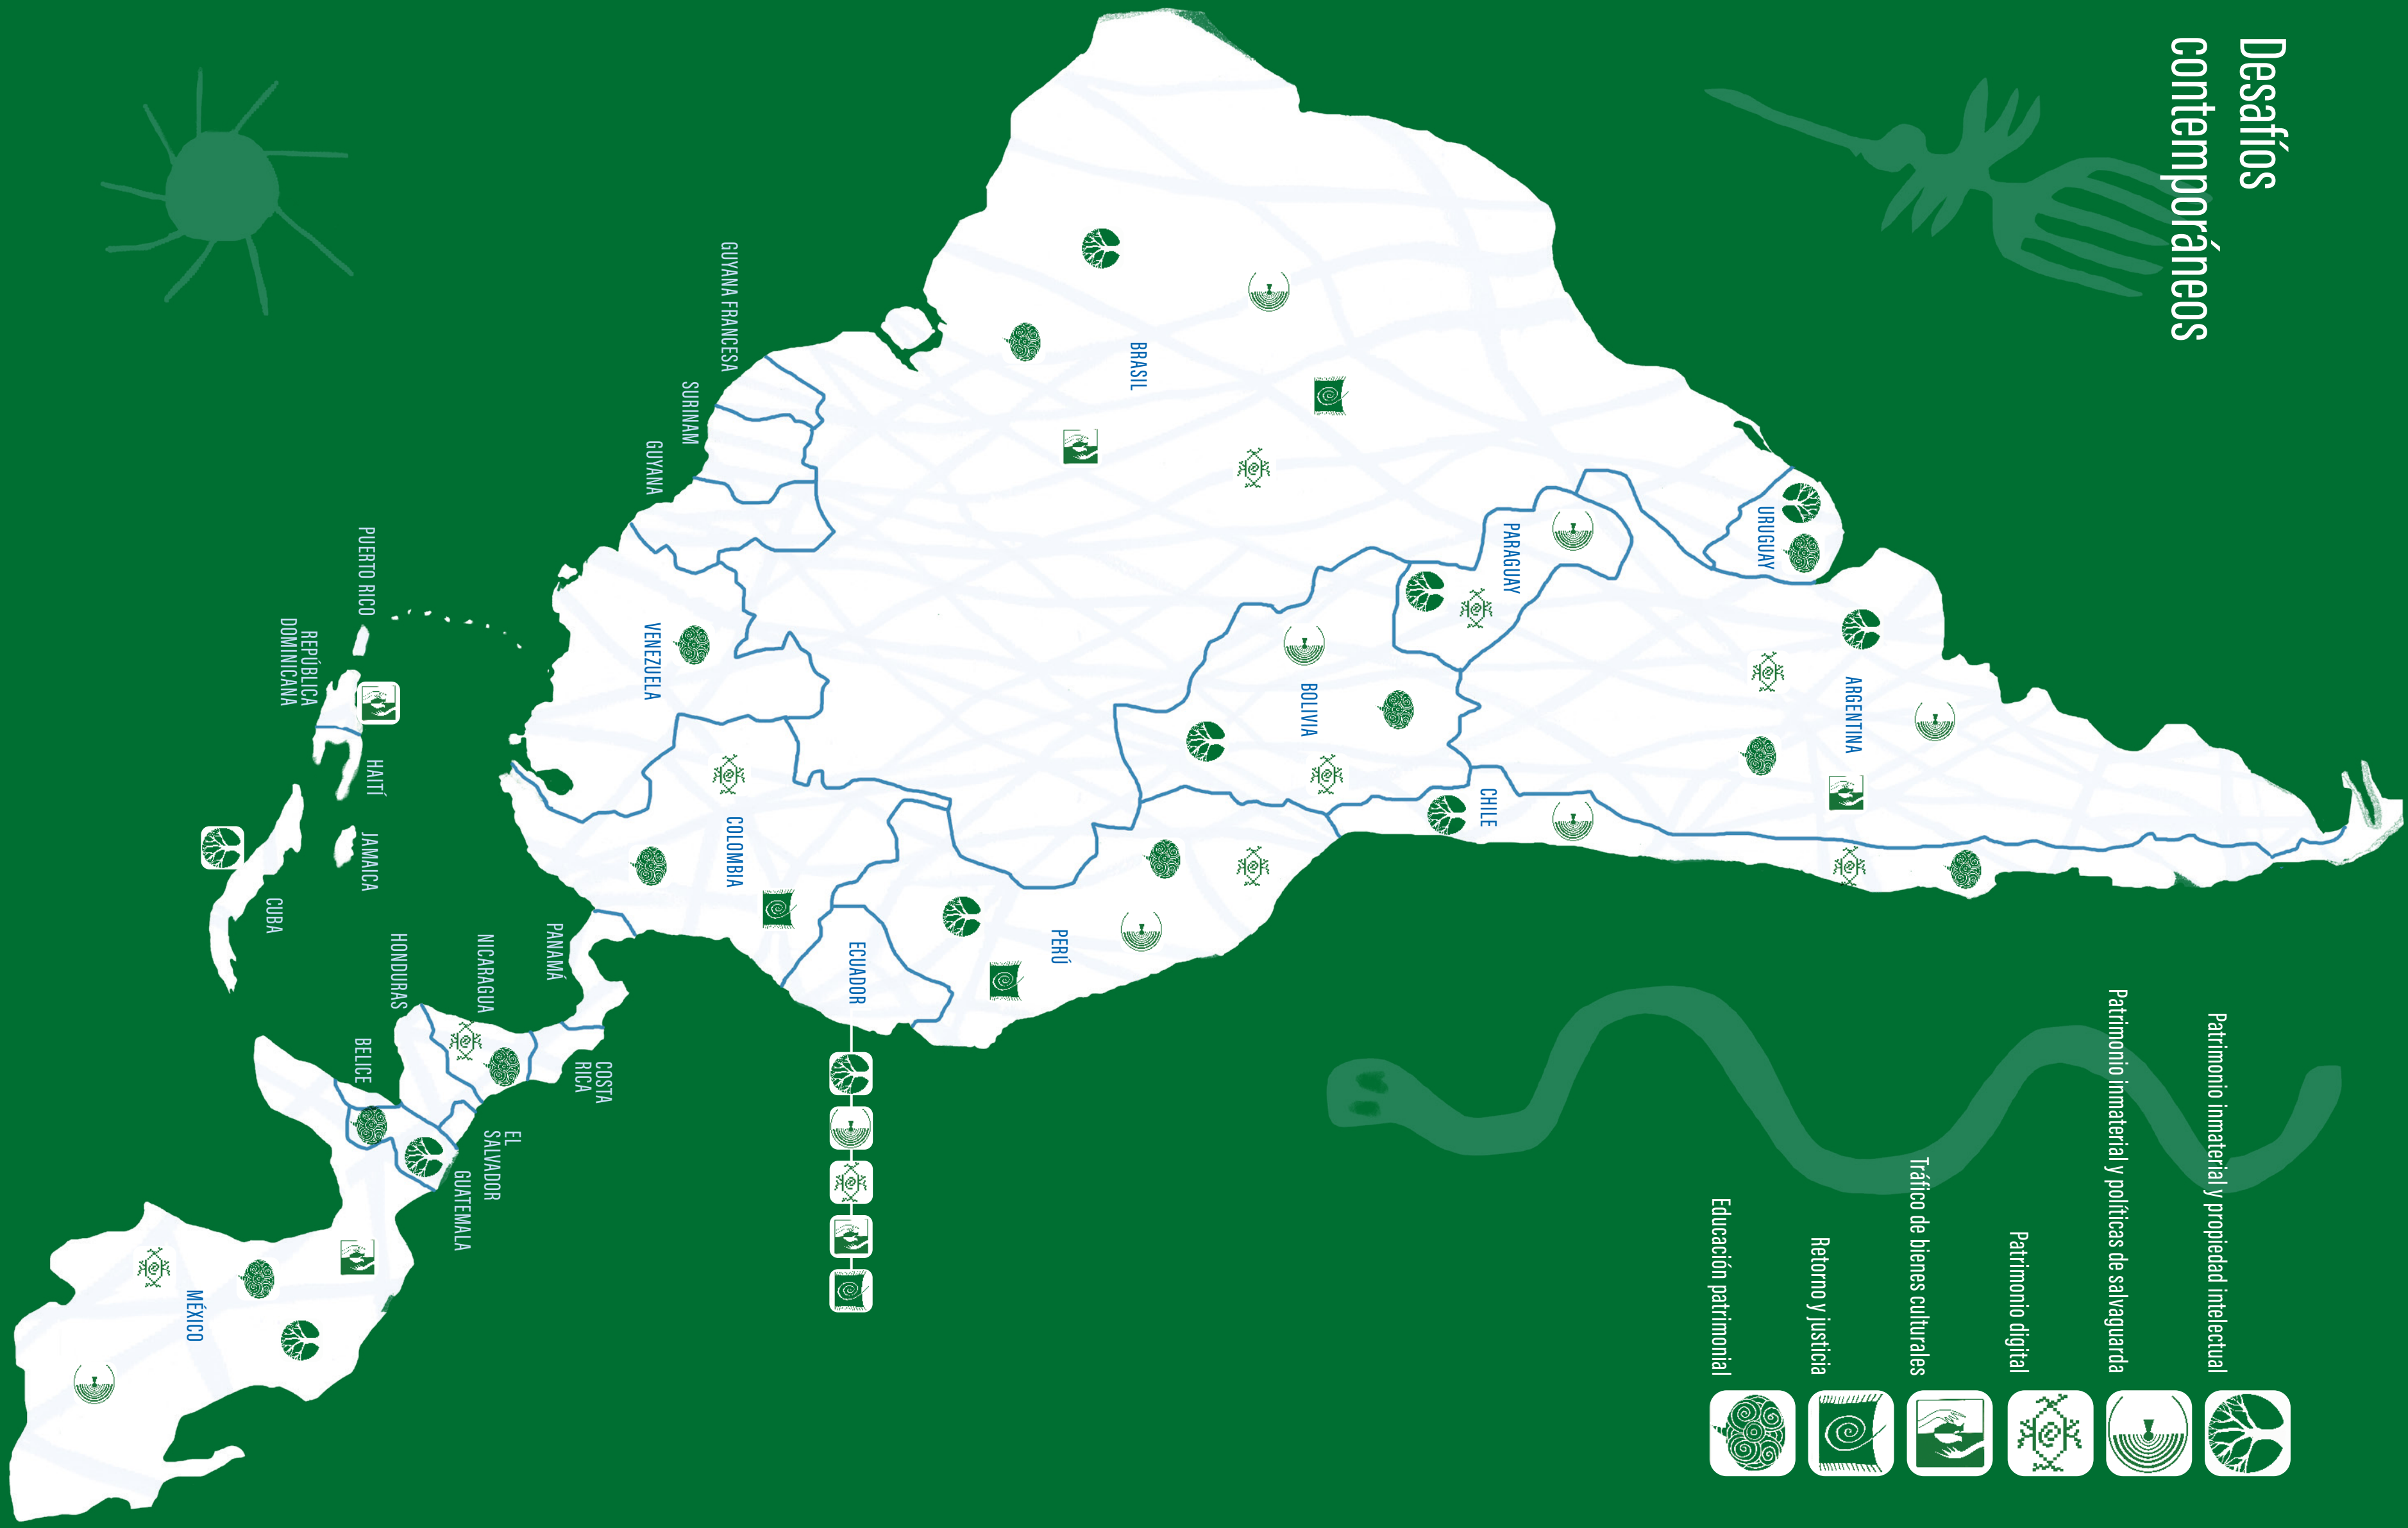 Desafíos
contemporáneos
Patrimonio inmaterial y propiedad intelectual
Patrimonio inmaterial y políticas de salvaguarda
Patrimonio digital
Tráfico de bienes culturales
Retorno y justicia
Educación patrimonial
URUGUAY
ARGENTINA
PARAGUAY
CHILE
BOLIVIA
BRASIL
PERÚ
ECUADOR
COLOMBIA
VENEZUELA
GUYANA FRANCESA
SURINAM
GUYANA
PANAMÁ
COSTA
RICA
NICARAGUA
HONDURAS
EL
SALVADOR
GUATEMALA
BELICE
MÉXICO
PUERTO RICO
REPÚBLICA
DOMINICANA
HAITÍ
JAMAICA
CUBA